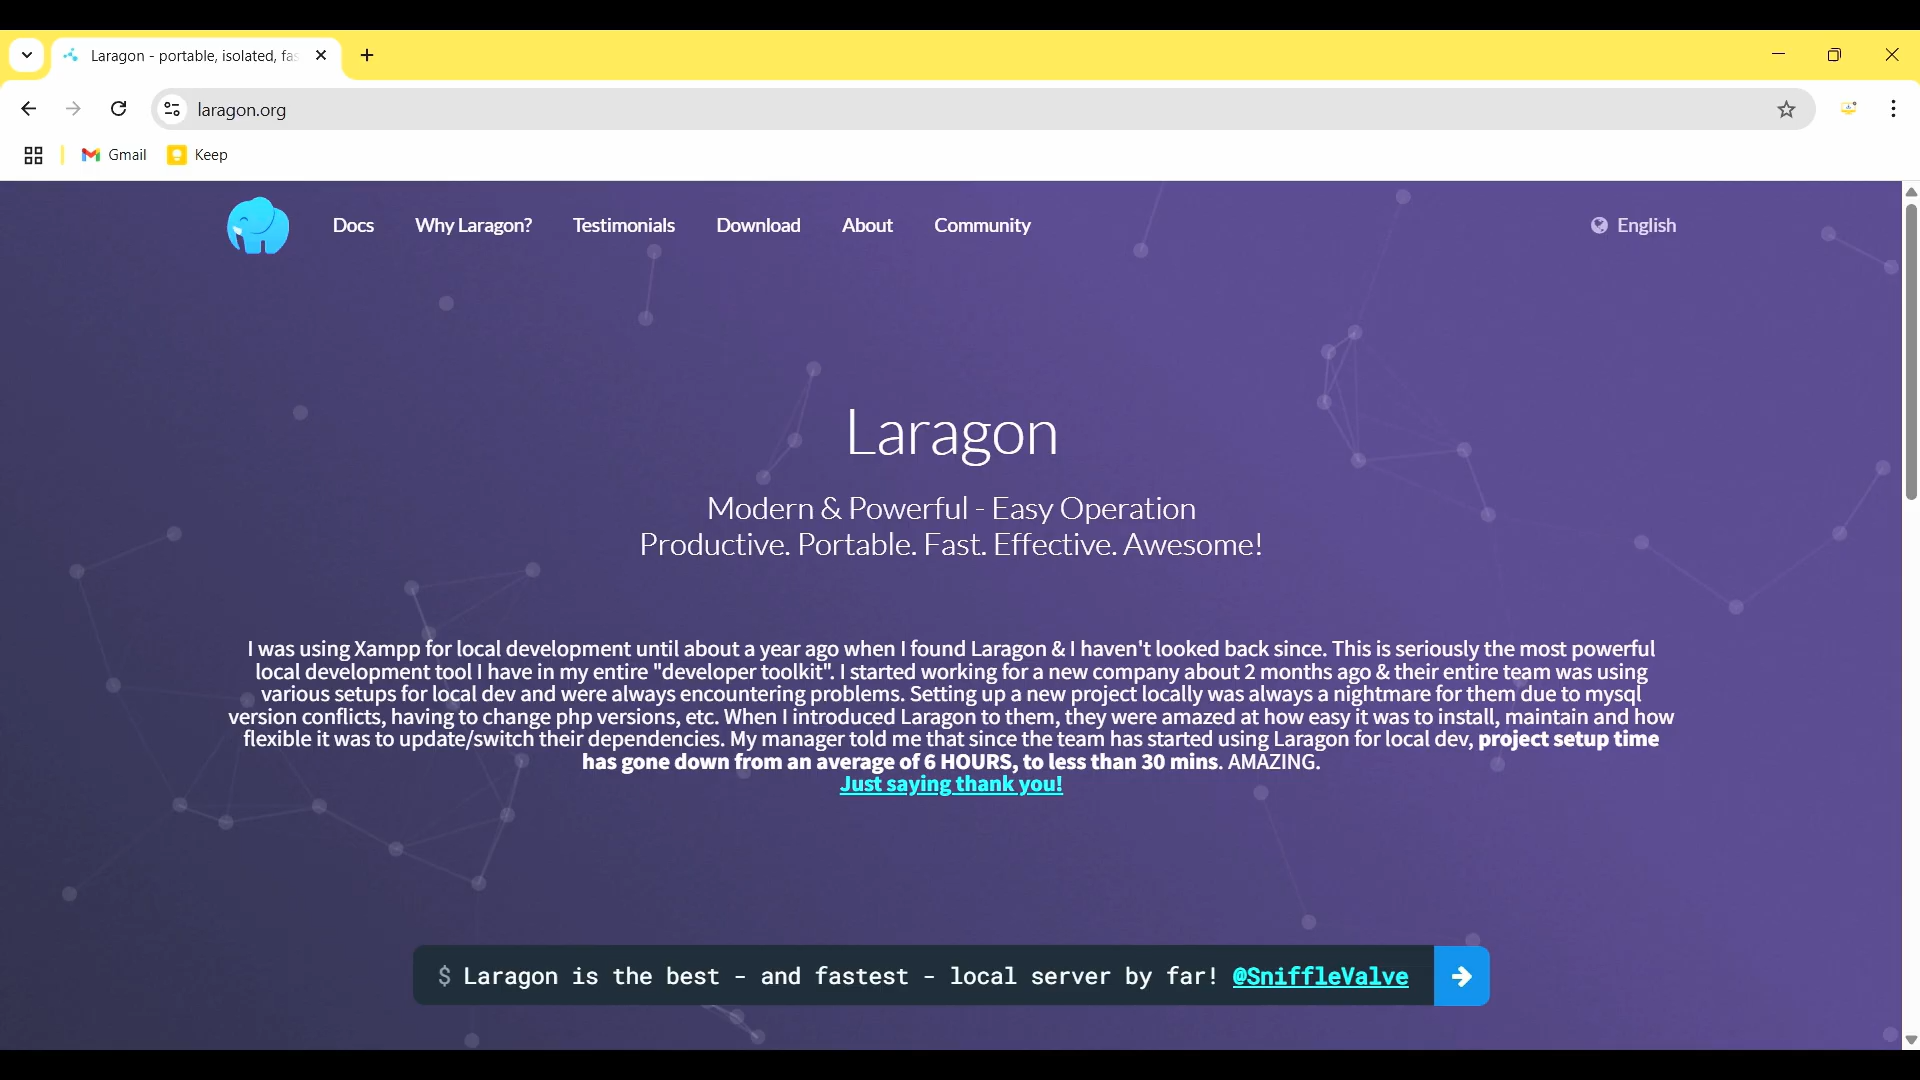 Laragon - portable, isolated, fas
laragon.org
Gmail
Keep
Docs
Why Laragon?
Testimonials
Download
About
Community
English
Laragon
Modern & Powerful - Easy Operation
Productive. Portable. Fast. Effective. Awesome!
I was using Xampp for local development until about a year ago when I found Laragon & I haven't looked back since. This is seriously the most powerful
local development tool I have in my entire "developer toolkit". I started working for a new company about 2 months ago & their entire team was using
various setups for local dev and were always encountering problems. Setting up a new project locally was always a nightmare for them due to mysql
version conflicts, having to change php versions, etc. When I introduced Laragon to them, they were amazed at how easy it was to install, maintain and how
flexible it was to update/switch their dependencies. My manager told me that since the team has started using Laragon for local dev, project setup time
has gone down from an average of 6 HOURS, to less than 30 mins. AMAZING.
Just saying thank you!
$ Laragon is the best - and fastest - local server by far! @SniffleValve